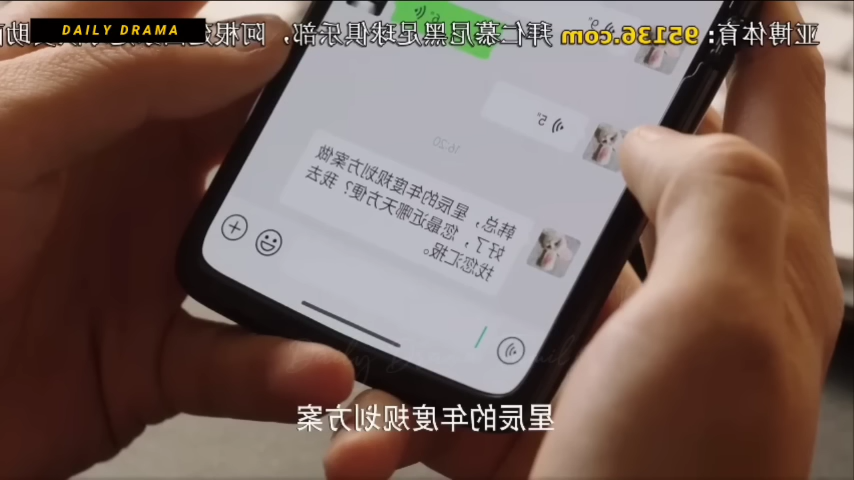 DAILY DRAMA
亚博体育: 95136.com 拜仁慕尼黑足球俱乐部，阿根廷
5"
16:20
韩总，星辰的年度规划方案做
好了，您最近哪天方便？我去
找您汇报。
星辰的年度规划方案